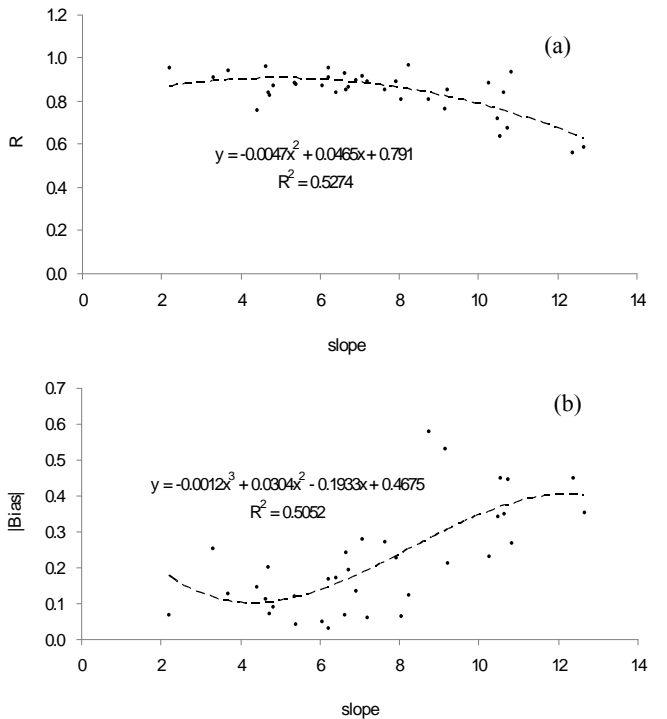 1.2
(a)
1.0
0.8
R
0.6
y = -0.0047x² + 0.0465x + 0.791
R² = 0.5274
0.4
0.2
0.0
0 2 4 6 8 10 12 14
slope
0.7
(b)
0.6
0.5
y = -0.0012x³ + 0.0304x² - 0.1933x + 0.4675
R² = 0.5052
0.4
|Bias|
0.3
0.2
0.1
0.0
0 2 4 6 8 10 12 14
slope